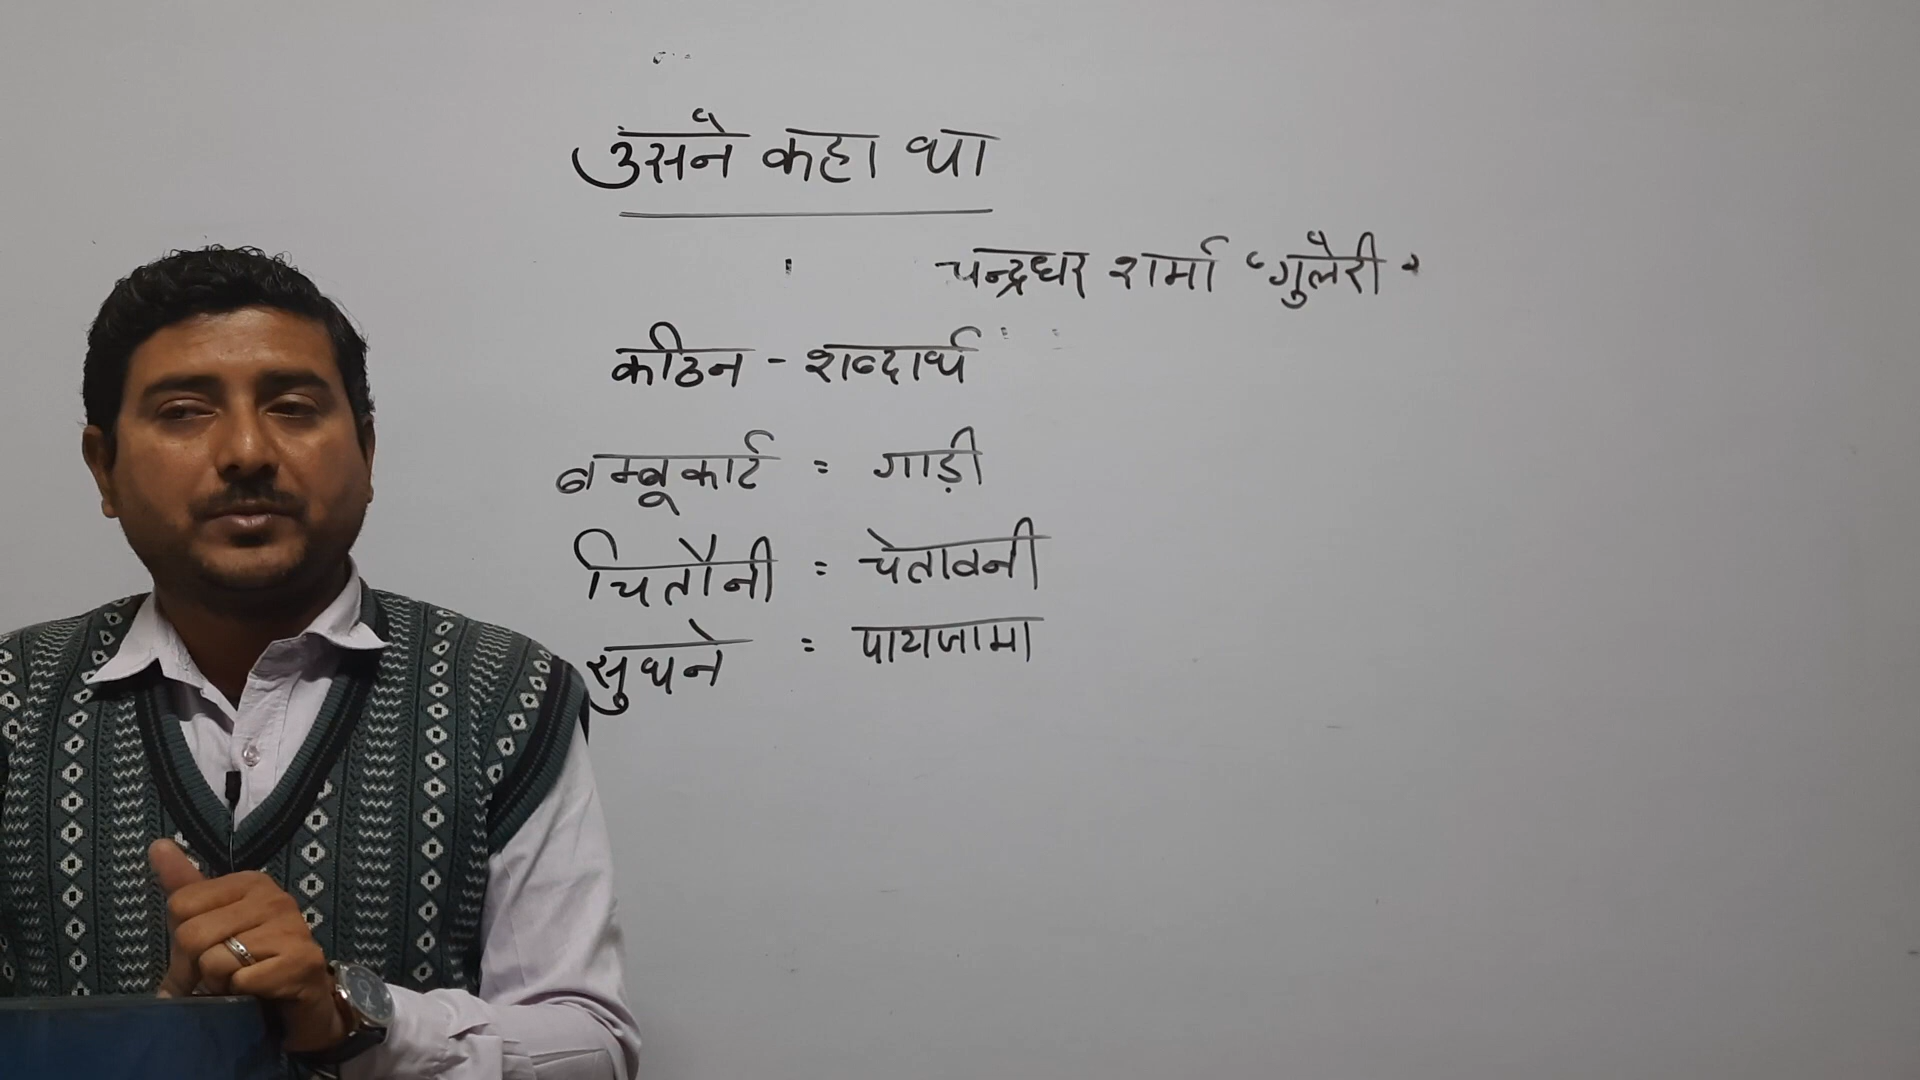 उसने कहा था
चन्द्रधर शर्मा 'गुलेरी'
कठिन - शब्दार्थ
बम्बूकार्ट = गाड़ी
चितौनी = चेतावनी
सुथने = पायजामा